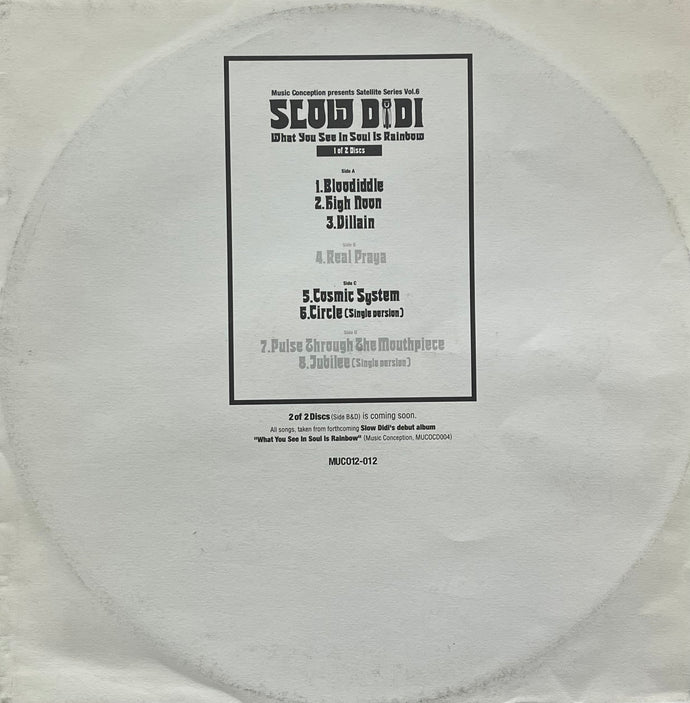 Music Conception presents Satellite Series Vol.6
SLOW DIDI
What You See In Soul Is Rainbow
1 of 2 Discs
Side A
1.Bloodiddle
2.High Noon
3.Villain
Side B
4.Real Praya
Side C
5.Cosmic System
6.Circle (Single version)
Side D
7.Pulse Through The Mouthpiece
8.Jubilee (Single version)
2 of 2 Discs (Side B&D) is coming soon.
All songs, taken from forthcoming Slow Didi's debut album
"What You See In Soul Is Rainbow" (Music Conception, MUCOCD004)
MUCO12-012